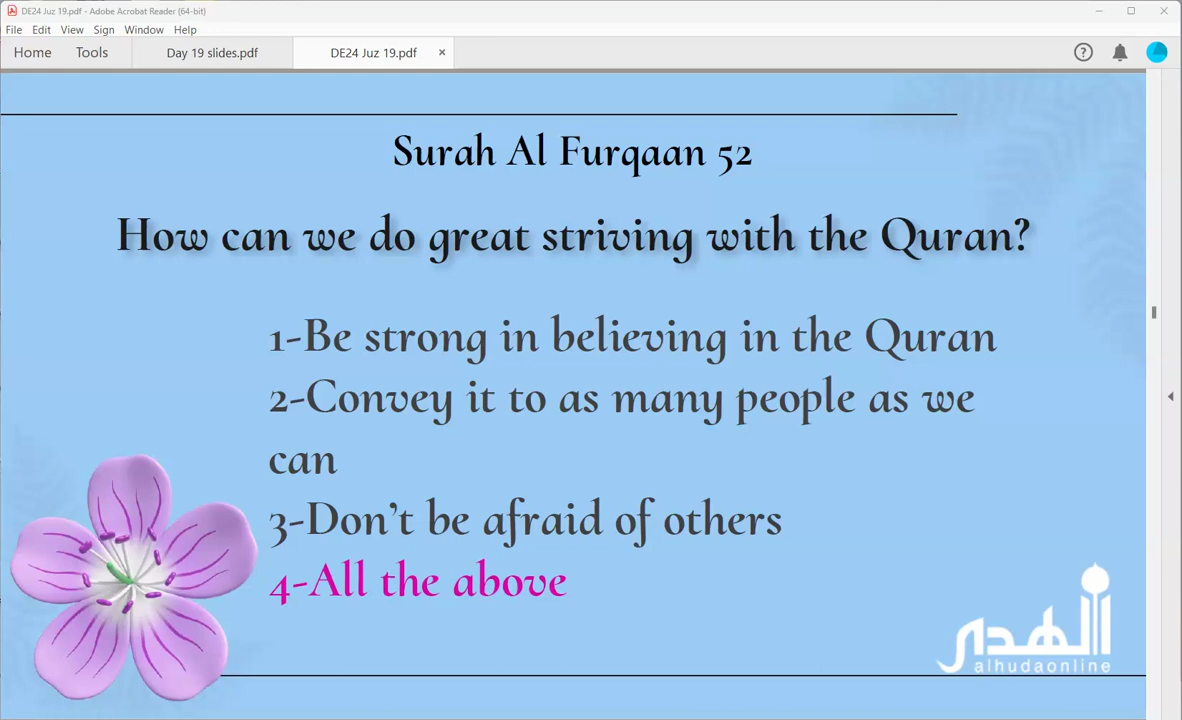 DE24 Juz 19.pdf - Adobe Acrobat Reader (64-bit)
File Edit View Sign Window Help
Home Tools Day 19 slides.pdf DE24 Juz 19.pdf ×
Surah Al Furqaan 52
How can we do great striving with the Quran?
1-Be strong in believing in the Quran
2-Convey it to as many people as we
can
3-Don't be afraid of others
4-All the above
الهدى
alhudaonline